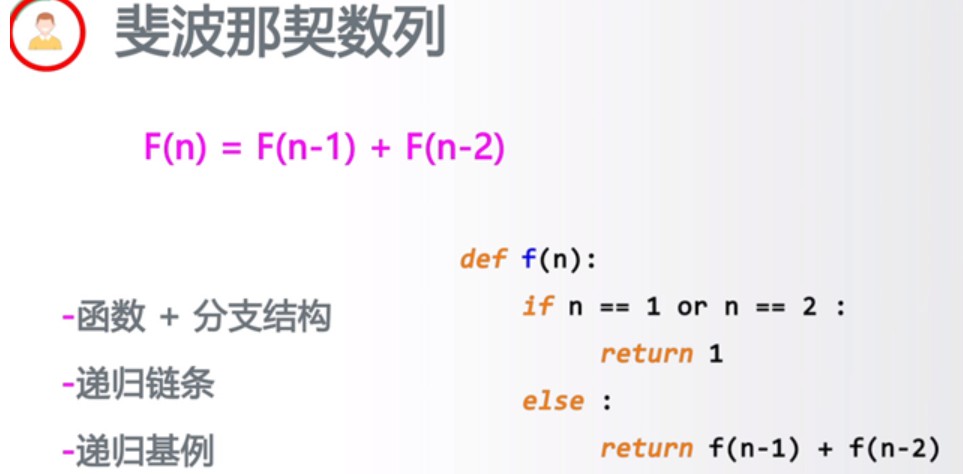 斐波那契数列
F(n) = F(n-1) + F(n-2)
-函数 + 分支结构
-递归链条
-递归基例
def f(n):
    if n == 1 or n == 2 :
        return 1
    else :
        return f(n-1) + f(n-2)